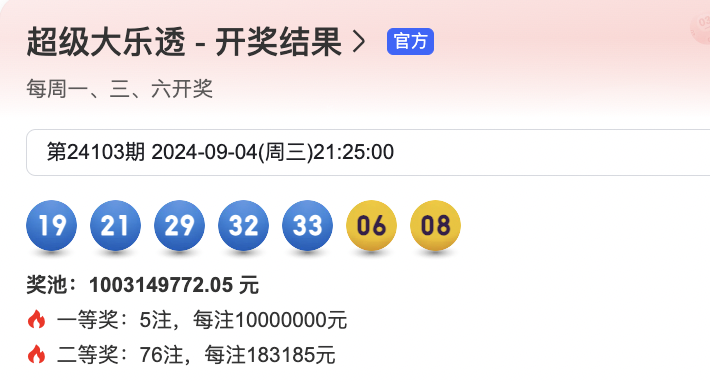 超级大乐透 - 开奖结果 >
官方
每周一、三、六开奖
第24103期 2024-09-04(周三)21:25:00
19 21 29 32 33 06 08
奖池：1003149772.05 元
一等奖：5注，每注10000000元
二等奖：76注，每注183185元